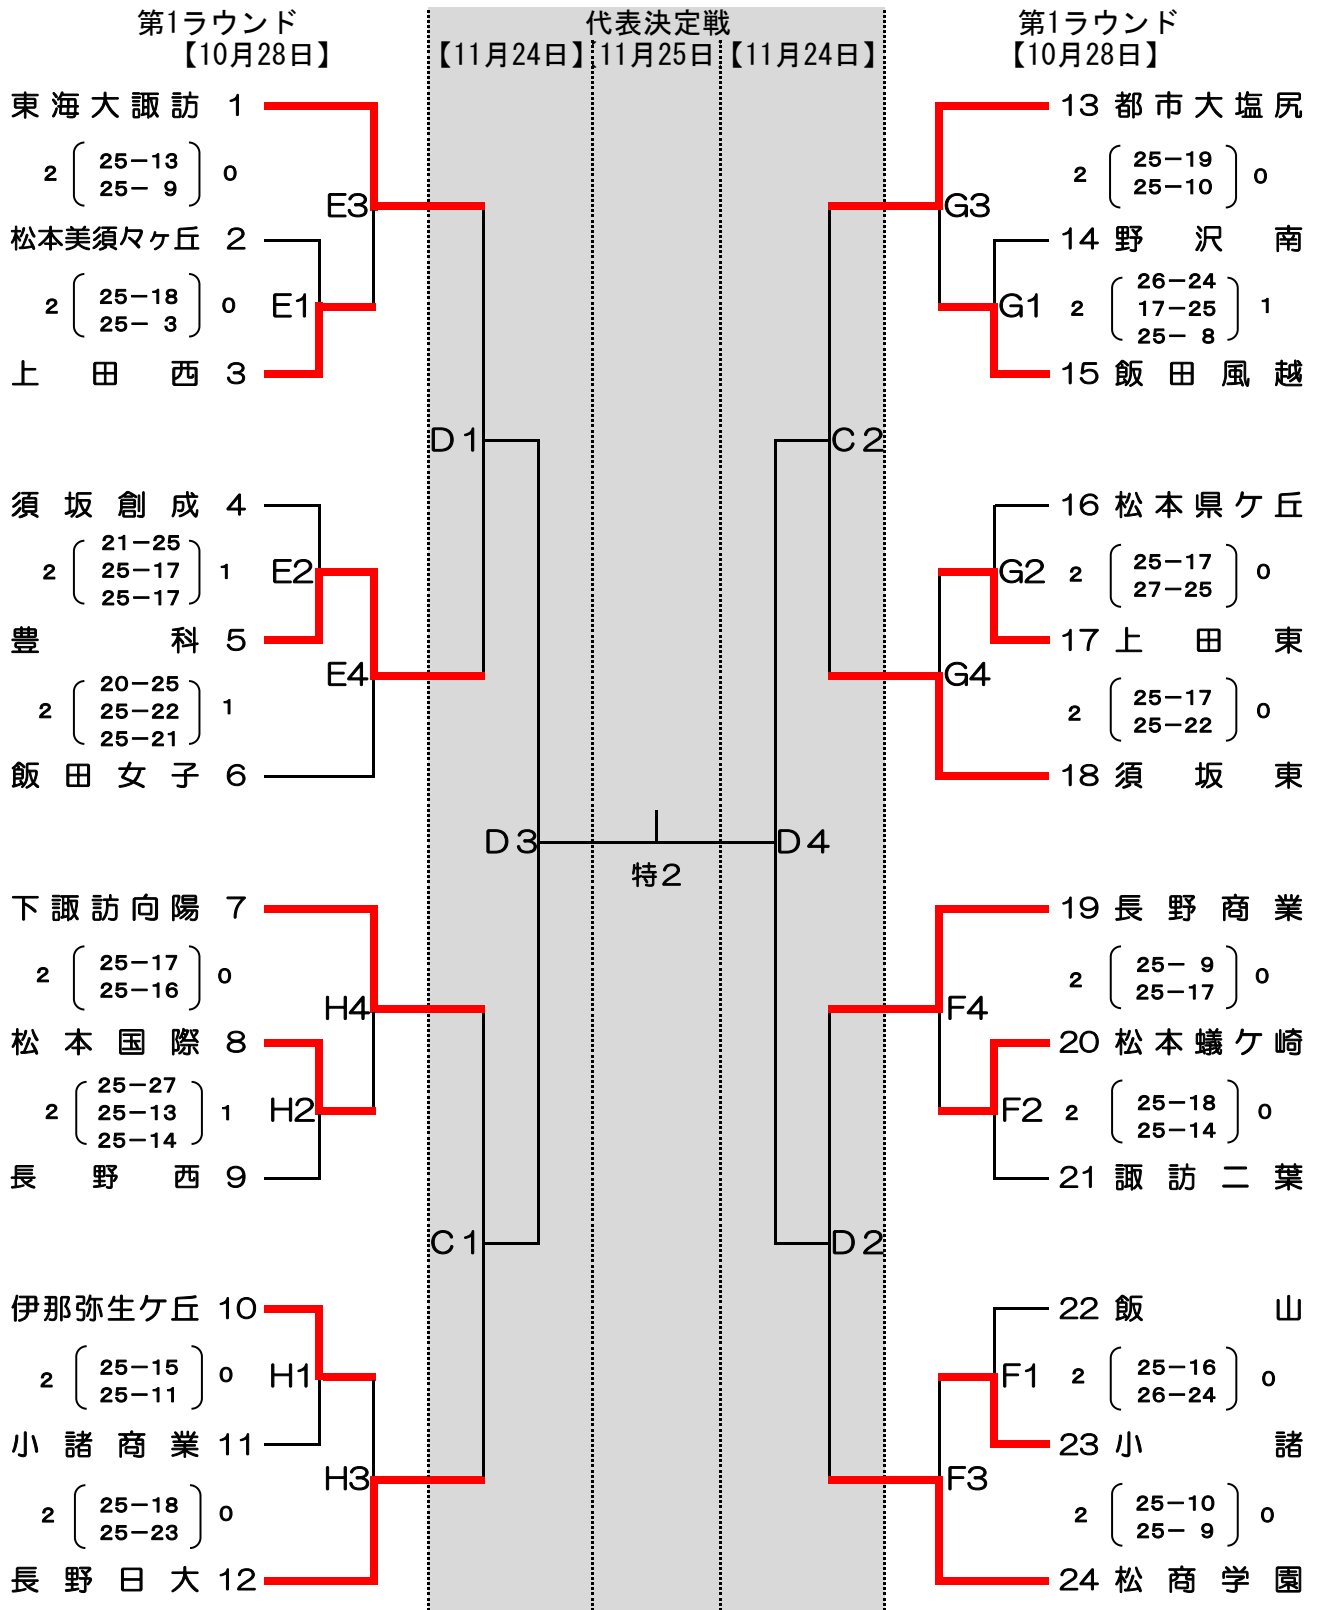 第1ラウンド 代表決定戦 第1ラウンド
【10月28日】 【11月24日】 11月25日 【11月24日】 【10月28日】
東海大諏訪 1
2 25-13 0
25- 9
E3
松本美須々ヶ丘 2
2 25-18 0
25- 3
E1
上田西 3
D1
須坂創成 4
21-25
2 25-17 1
25-17
E2
豊科 5
E4
20-25
2 25-22 1
25-21
飯田女子 6
D3
特2
D4
下諏訪向陽 7
2 25-17 0
25-16
H4
松本国際 8
25-27
2 25-13 1
25-14
H2
長野西 9
C1
伊那弥生ケ丘 10
2 25-15 0
25-11
H1
小諸商業 11
H3
2 25-18 0
25-23
長野日大 12
13 都市大塩尻
2 25-19 0
25-10
G3
14 野沢南
26-24
2 17-25 1
25- 8
G1
15 飯田風越
C2
16 松本県ケ丘
2 25-17 0
27-25
G2
17 上田東
G4
2 25-17 0
25-22
18 須坂東
19 長野商業
2 25- 9 0
25-17
F4
20 松本蟻ケ崎
2 25-18 0
25-14
F2
21 諏訪二葉
D2
22 飯山
2 25-16 0
26-24
F1
23 小諸
F3
2 25-10 0
25- 9
24 松商学園